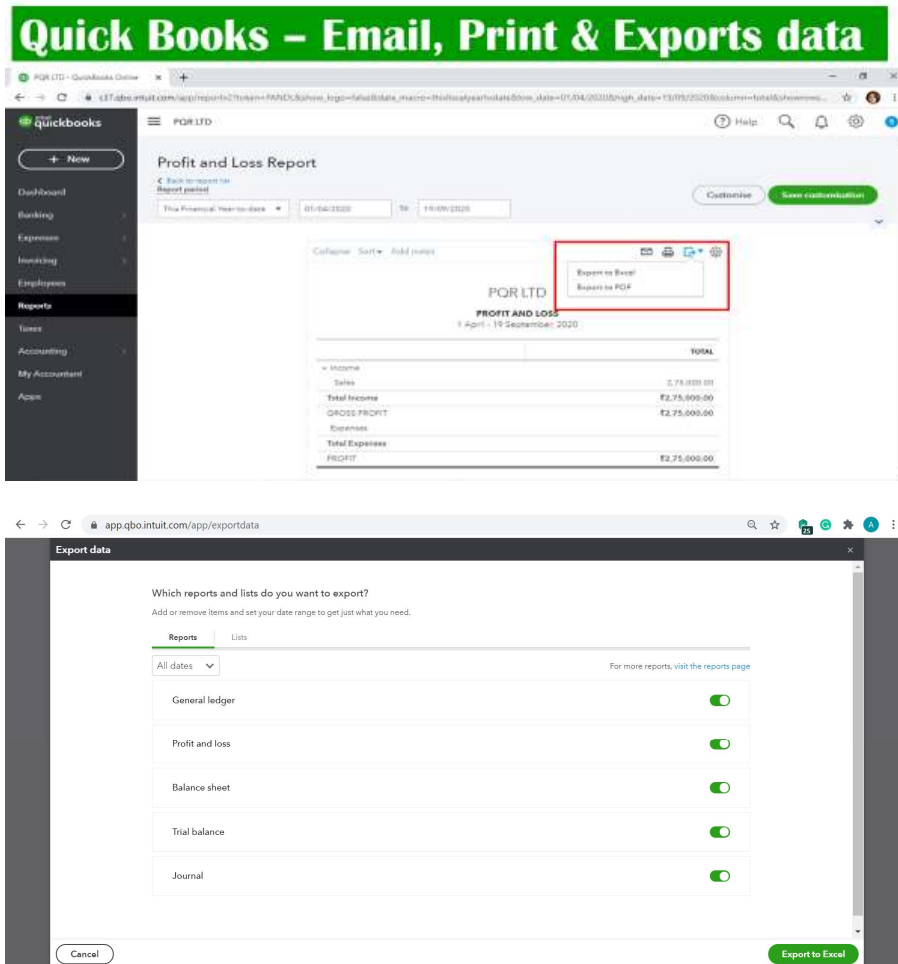 Quick Books – Email, Print & Exports data
PQR LTD - QuickBooks Online
quickbooks
PQR LTD
Help
+ New
Profit and Loss Report
Back to report list
Report period
This Financial Year-to-date
01/04/2020
To
19/09/2020
Customise
Save customisation
Dashboard
Banking
Expenses
Invoicing
Employees
Reports
Taxes
Accounting
My Accountant
Apps
Collapse Sort Add notes
Export to Excel
Export to PDF
PQR LTD
PROFIT AND LOSS
1 April - 19 September, 2020
TOTAL
Income
Sales 2,75,000.00
Total Income ₹2,75,000.00
GROSS PROFIT ₹2,75,000.00
Expenses
Total Expenses
PROFIT ₹2,75,000.00
app.qbo.intuit.com/app/exportdata
25
A
Export data
Which reports and lists do you want to export?
Add or remove items and set your date range to get just what you need.
Reports Lists
All dates
For more reports, visit the reports page
General ledger
Profit and loss
Balance sheet
Trial balance
Journal
Cancel
Export to Excel